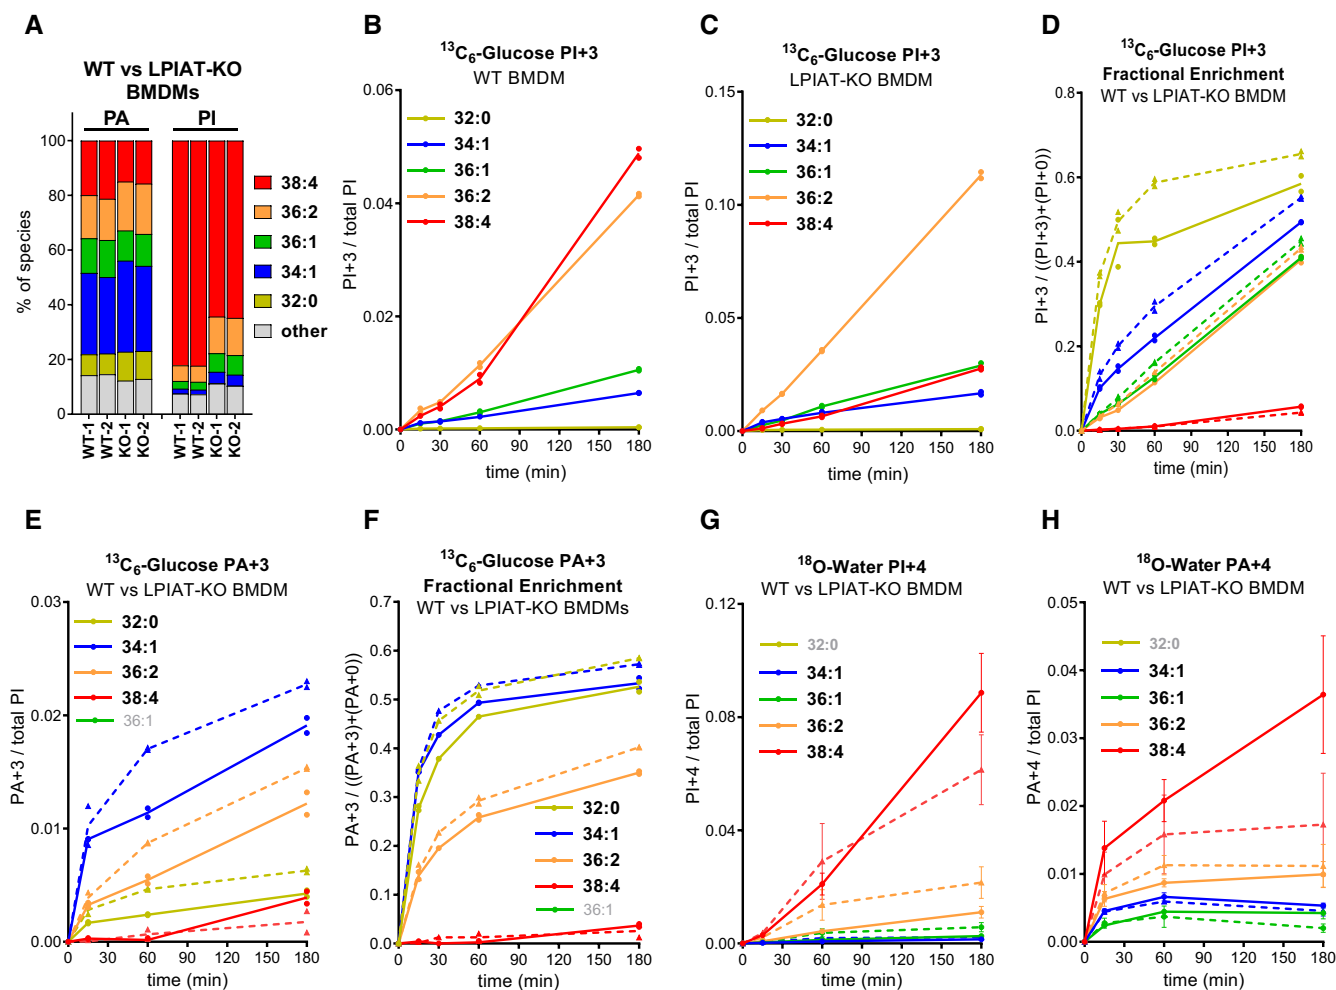 A
WT vs LPIAT-KO
BMDMs
PA
PI
% of species
100
80
60
40
20
0
WT-1
WT-2
KO-1
KO-2
WT-1
WT-2
KO-1
KO-2
38:4
36:2
36:1
34:1
32:0
other
B
¹³C₆-Glucose PI+3
WT BMDM
PI+3 / total PI
0.06
0.04
0.02
0.00
32:0
34:1
36:1
36:2
38:4
0 30 60 90 120 150 180
time (min)
C
¹³C₆-Glucose PI+3
LPIAT-KO BMDM
PI+3 / total PI
0.15
0.10
0.05
0.00
32:0
34:1
36:1
36:2
38:4
0 30 60 90 120 150 180
time (min)
D
¹³C₆-Glucose PI+3
Fractional Enrichment
WT vs LPIAT-KO BMDM
PI+3 / ((PI+3)+(PI+0))
0.8
0.6
0.4
0.2
0.0
0 30 60 90 120 150 180
time (min)
E
¹³C₆-Glucose PA+3
WT vs LPIAT-KO BMDM
PA+3 / total PI
0.03
0.02
0.01
0.00
32:0
34:1
36:2
38:4
36:1
0 30 60 90 120 150 180
time (min)
F
¹³C₆-Glucose PA+3
Fractional Enrichment
WT vs LPIAT-KO BMDMs
PA+3 / ((PA+3)+(PA+0))
0.7
0.6
0.5
0.4
0.3
0.2
0.1
0.0
32:0
34:1
36:2
38:4
36:1
0 30 60 90 120 150 180
time (min)
G
¹⁸O-Water PI+4
WT vs LPIAT-KO BMDM
PI+4 / total PI
0.12
0.08
0.04
0.00
32:0
34:1
36:1
36:2
38:4
0 30 60 90 120 150 180
time (min)
H
¹⁸O-Water PA+4
WT vs LPIAT-KO BMDM
PA+4 / total PI
0.05
0.04
0.03
0.02
0.01
0.00
32:0
34:1
36:1
36:2
38:4
0 30 60 90 120 150 180
time (min)